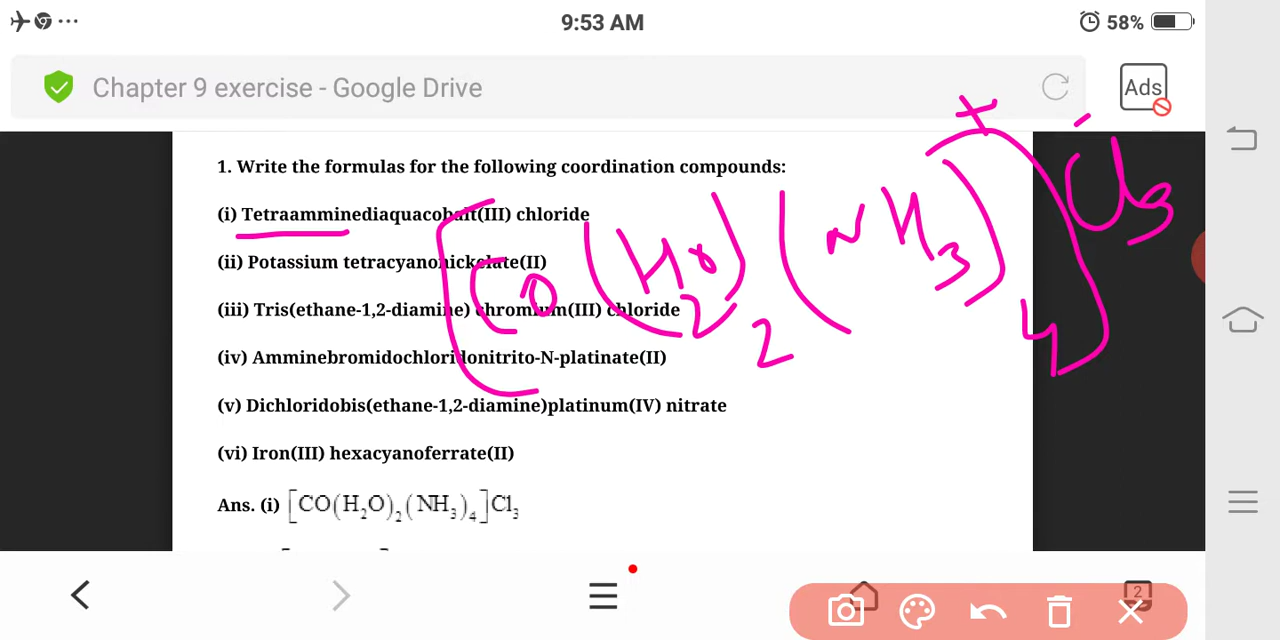 9:53 AM
58%
Chapter 9 exercise - Google Drive
Ads
1. Write the formulas for the following coordination compounds:
(i) Tetraamminediaquacobalt(III) chloride
(ii) Potassium tetracyanonickelate(II)
(iii) Tris(ethane-1,2-diamine) chromium(III) chloride
(iv) Amminebromidochloridonitrito-N-platinate(II)
(v) Dichloridobis(ethane-1,2-diamine)platinum(IV) nitrate
(vi) Iron(III) hexacyanoferrate(II)
Ans. (i) [CO(H₂O)₂(NH₃)₄]Cl₃
[Co(H₂O)₂(NH₃)₄]⁺Cl₃⁻
2